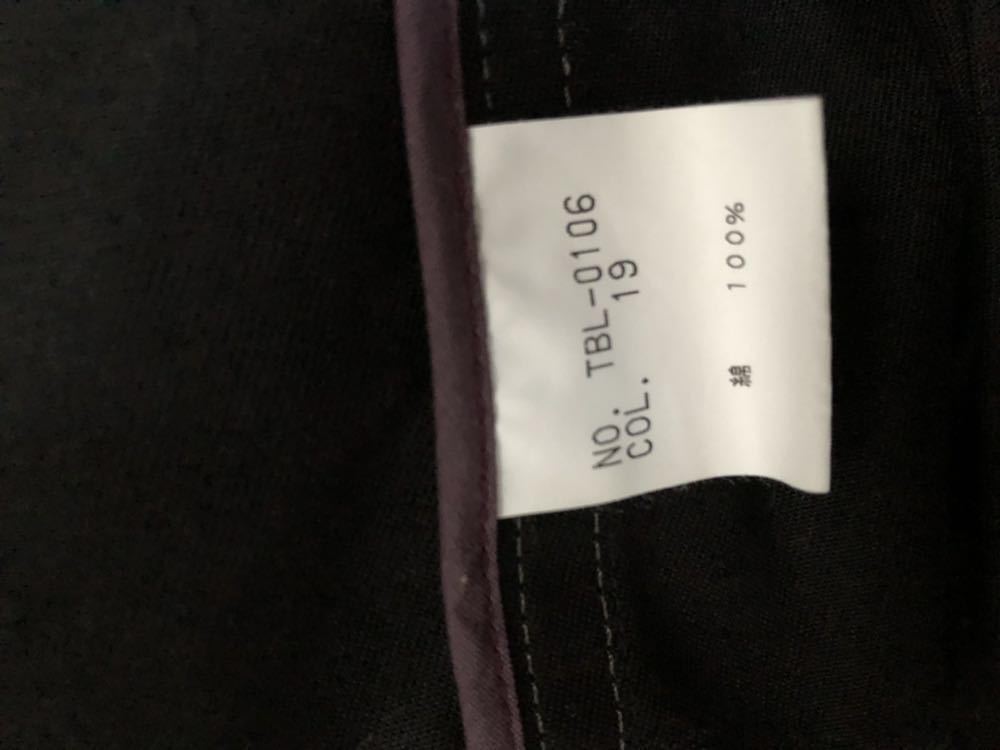 NO. TBL-0106
COL. 19
綿 100%